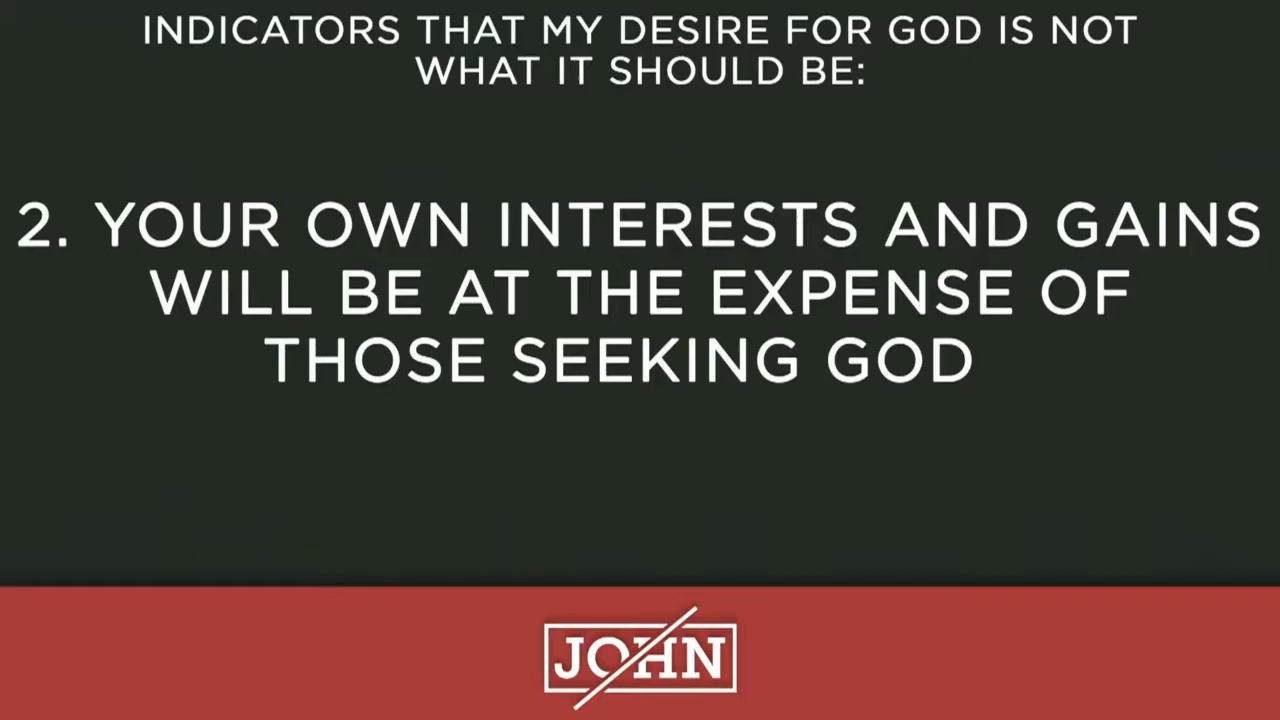 INDICATORS THAT MY DESIRE FOR GOD IS NOT
WHAT IT SHOULD BE:
2. YOUR OWN INTERESTS AND GAINS
WILL BE AT THE EXPENSE OF
THOSE SEEKING GOD
JOHN